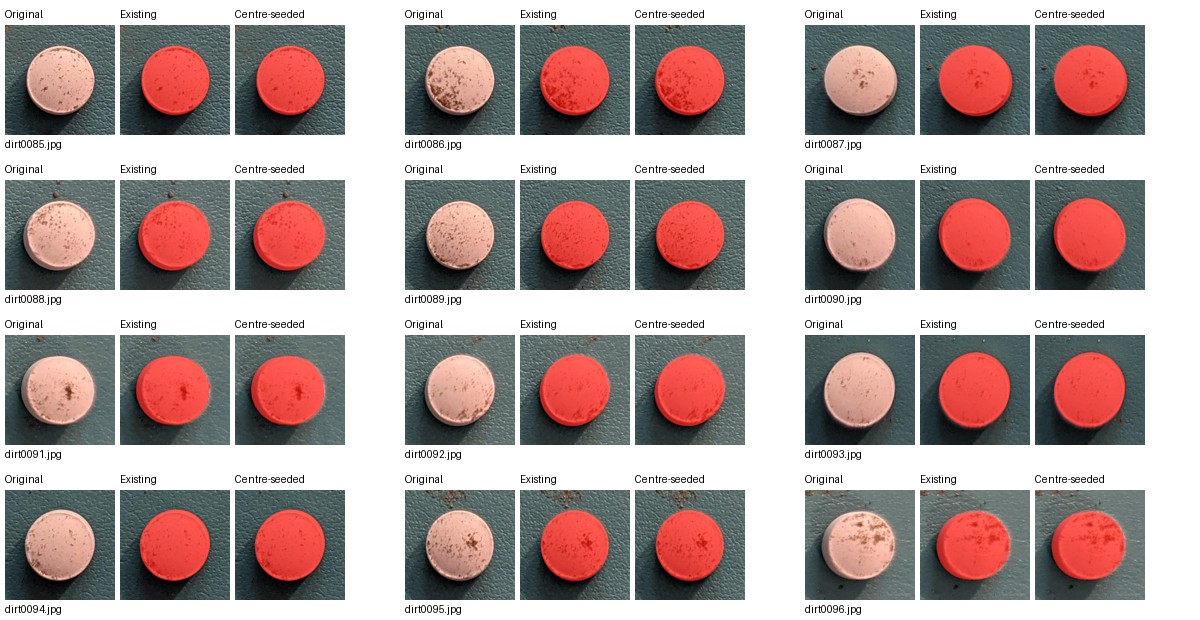 Original Existing Centre-seeded Original Existing Centre-seeded Original Existing Centre-seeded
dirt0085.jpg dirt0086.jpg dirt0087.jpg
Original Existing Centre-seeded Original Existing Centre-seeded Original Existing Centre-seeded
dirt0088.jpg dirt0089.jpg dirt0090.jpg
Original Existing Centre-seeded Original Existing Centre-seeded Original Existing Centre-seeded
dirt0091.jpg dirt0092.jpg dirt0093.jpg
Original Existing Centre-seeded Original Existing Centre-seeded Original Existing Centre-seeded
dirt0094.jpg dirt0095.jpg dirt0096.jpg